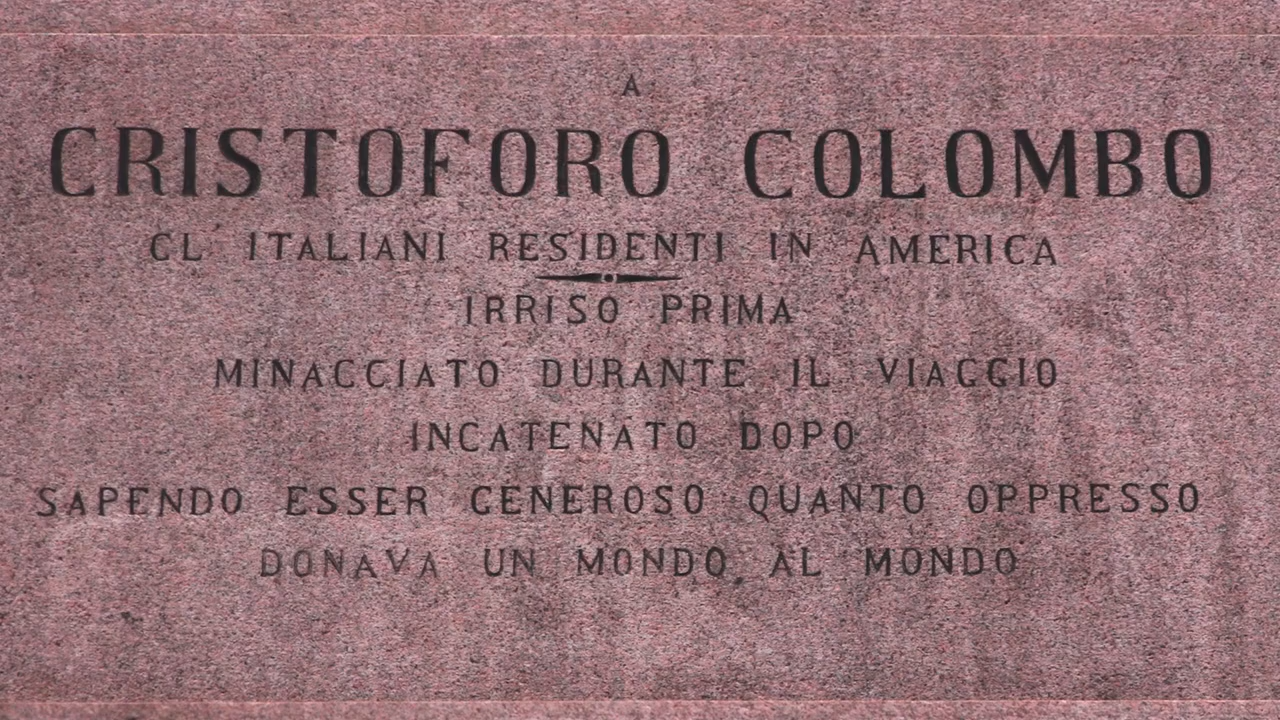 A
CRISTOFORO COLOMBO
GL ITALIANI RESIDENTI IN AMERICA
IRRISO PRIMA
MINACCIATO DURANTE IL VIAGGIO
INCATENATO DOPO
SAPENDO ESSER GENEROSO QUANTO OPPRESSO
DONAVA UN MONDO AL MONDO